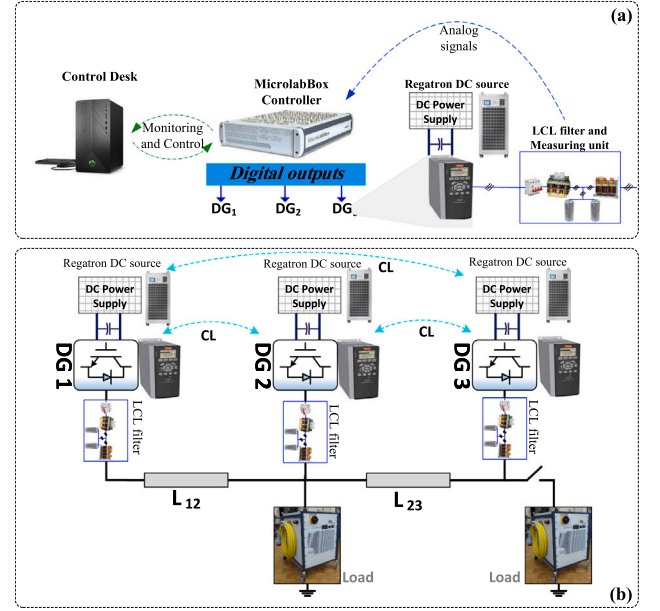 (a)
Analog
signals
Control Desk
MicrolabBox
Controller
Regatron DC source
DC Power
Supply
LCL filter and
Measuring unit
Monitoring
and Control
Digital outputs
DG1
DG2
DG
Regatron DC source
CL
Regatron DC source
Regatron DC source
DC Power
Supply
DC Power
Supply
DC Power
Supply
CL
CL
DG 1
DG 2
DG 3
LCL filter
LCL filter
LCL filter
L 12
L 23
Load
Load
(b)